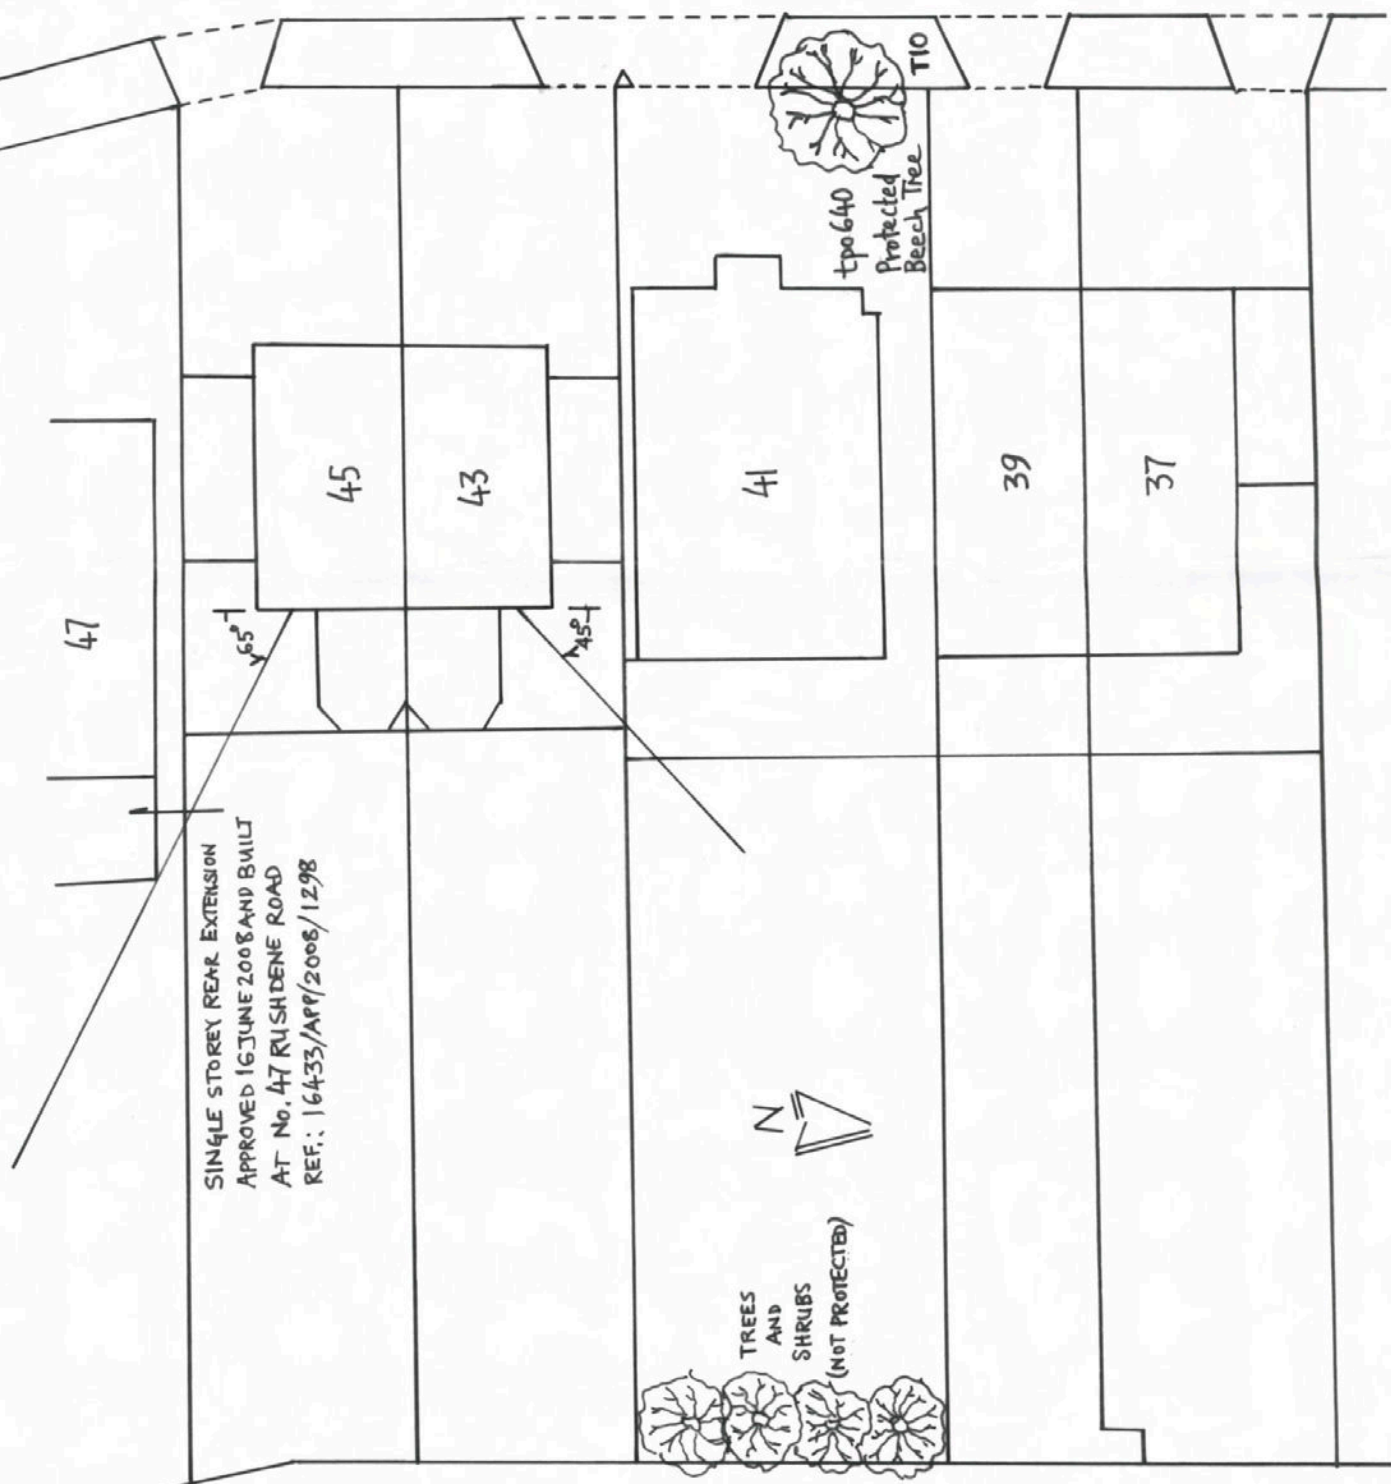 T10
tpo640
Protected
Beech Tree
47
45
43
41
39
37
65°
45°
SINGLE STOREY REAR EXTENSION
APPROVED 16 JUNE 2008 AND BUILT
AT No. 47 RUSHDENE ROAD
REF.: 16433/APP/2008/1298
N
TREES
AND
SHRUBS
(NOT PROTECTED)